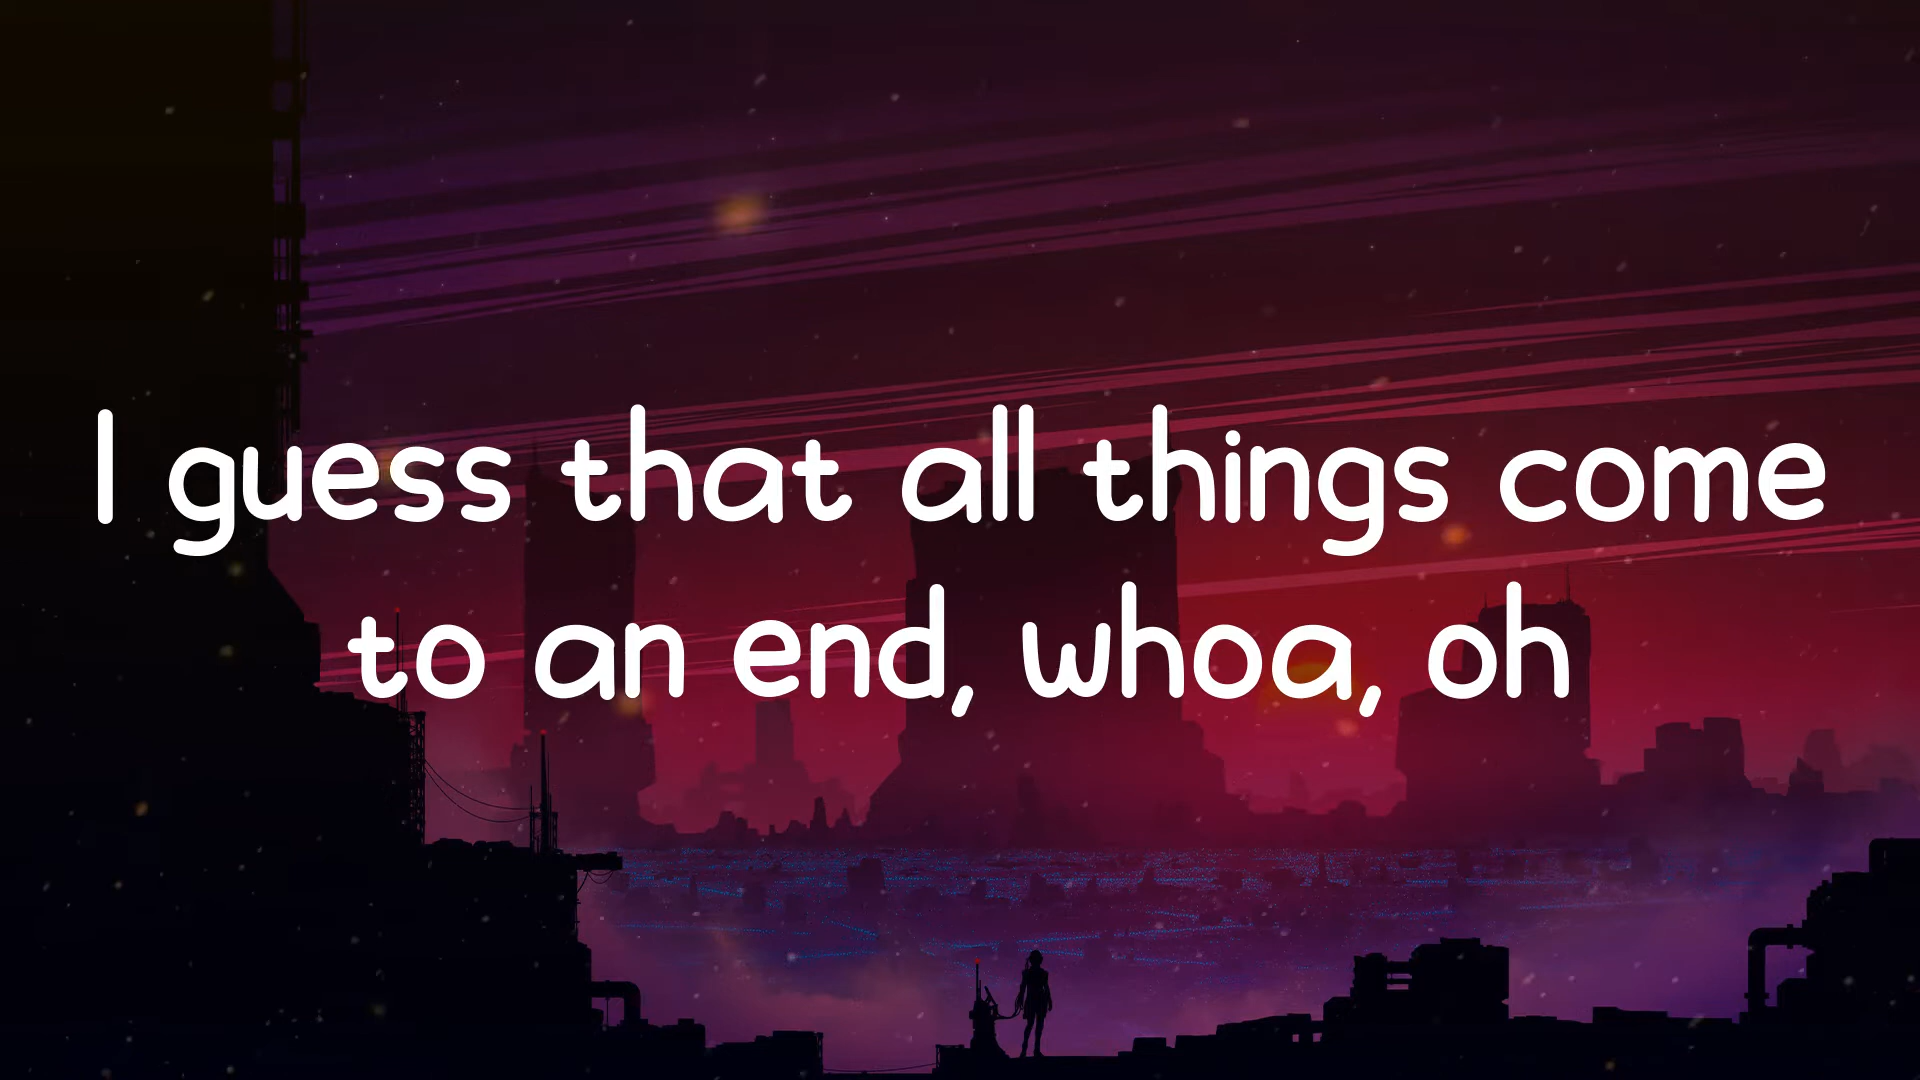 I guess that all things come
to an end, whoa, oh